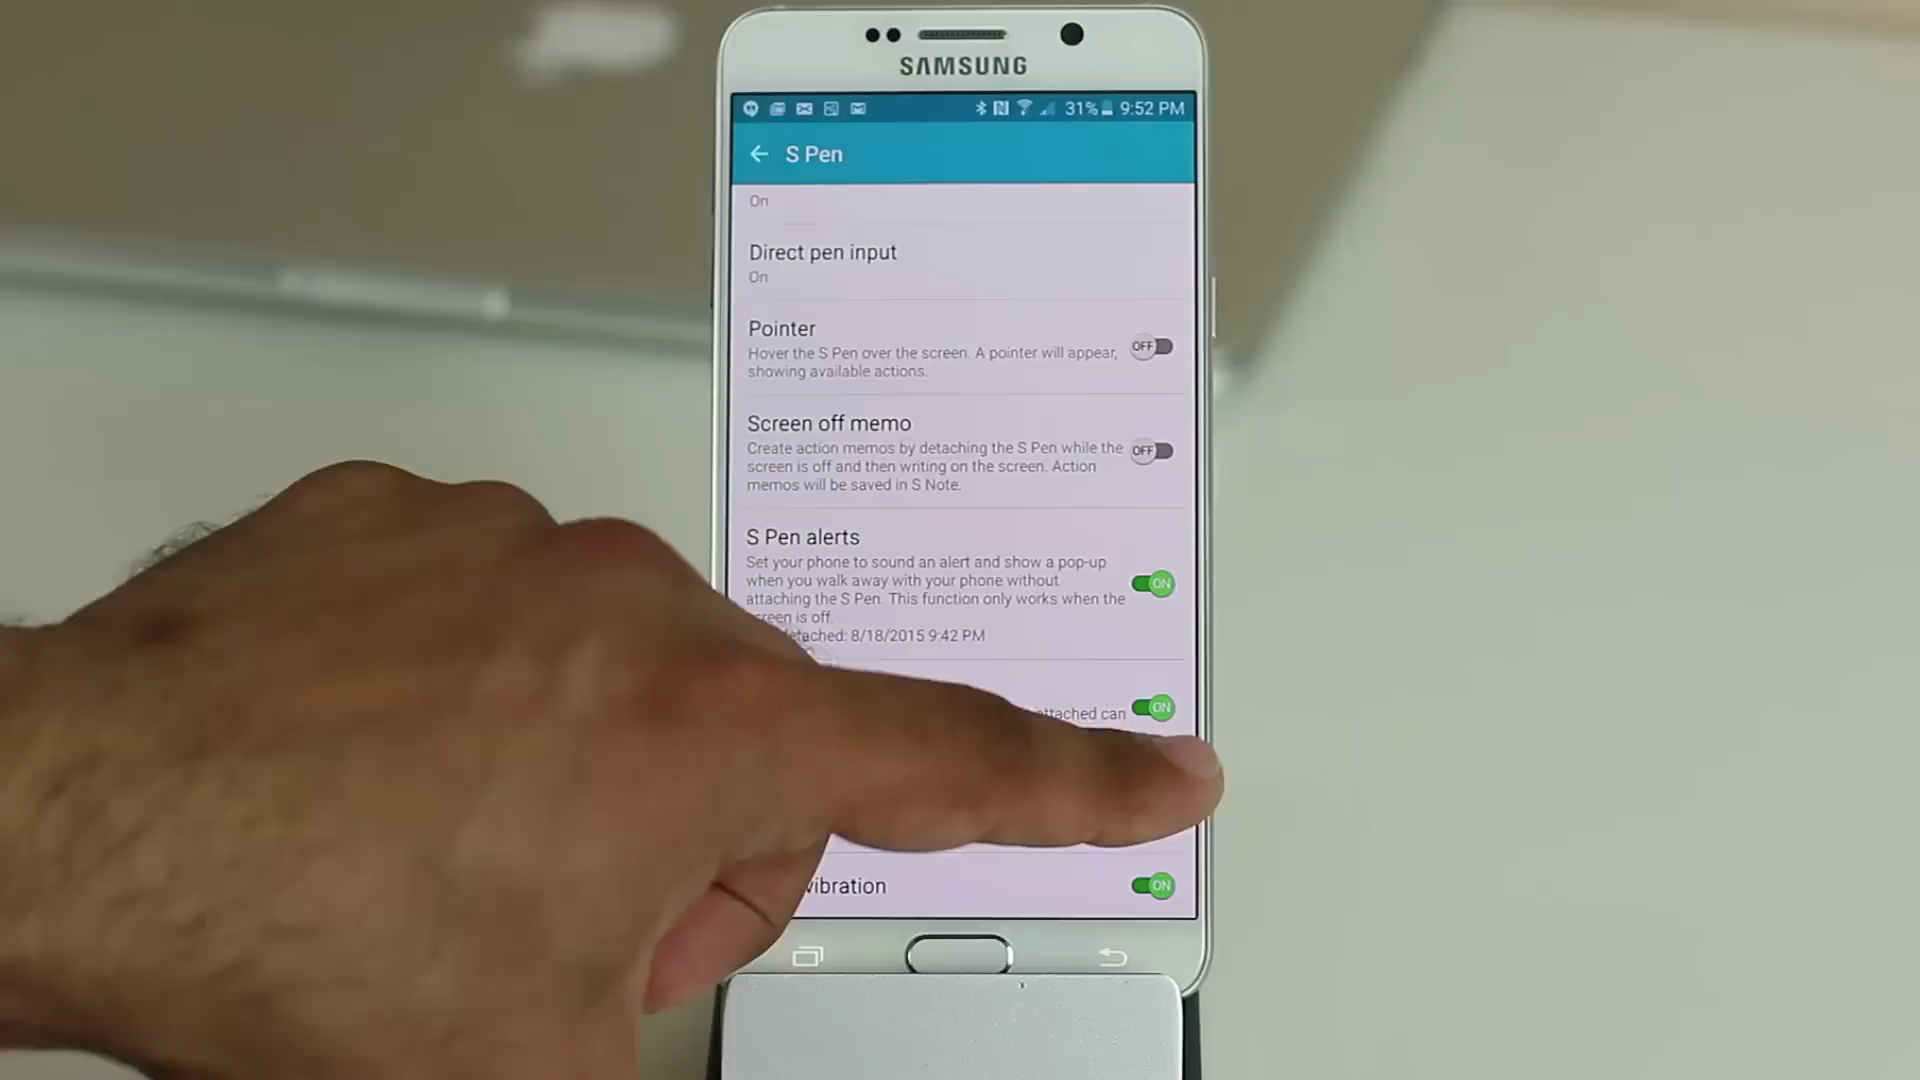 SAMSUNG
31% 9:52 PM
S Pen
On
Direct pen input
On
Pointer
Hover the S Pen over the screen. A pointer will appear,
showing available actions.
OFF
Screen off memo
Create action memos by detaching the S Pen while the
screen is off and then writing on the screen. Action
memos will be saved in S Note.
OFF
S Pen alerts
Set your phone to sound an alert and show a pop-up
when you walk away with your phone without
attaching the S Pen. This function only works when the
screen is off.
detached: 8/18/2015 9:42 PM
ON
attached can
ON
vibration
ON